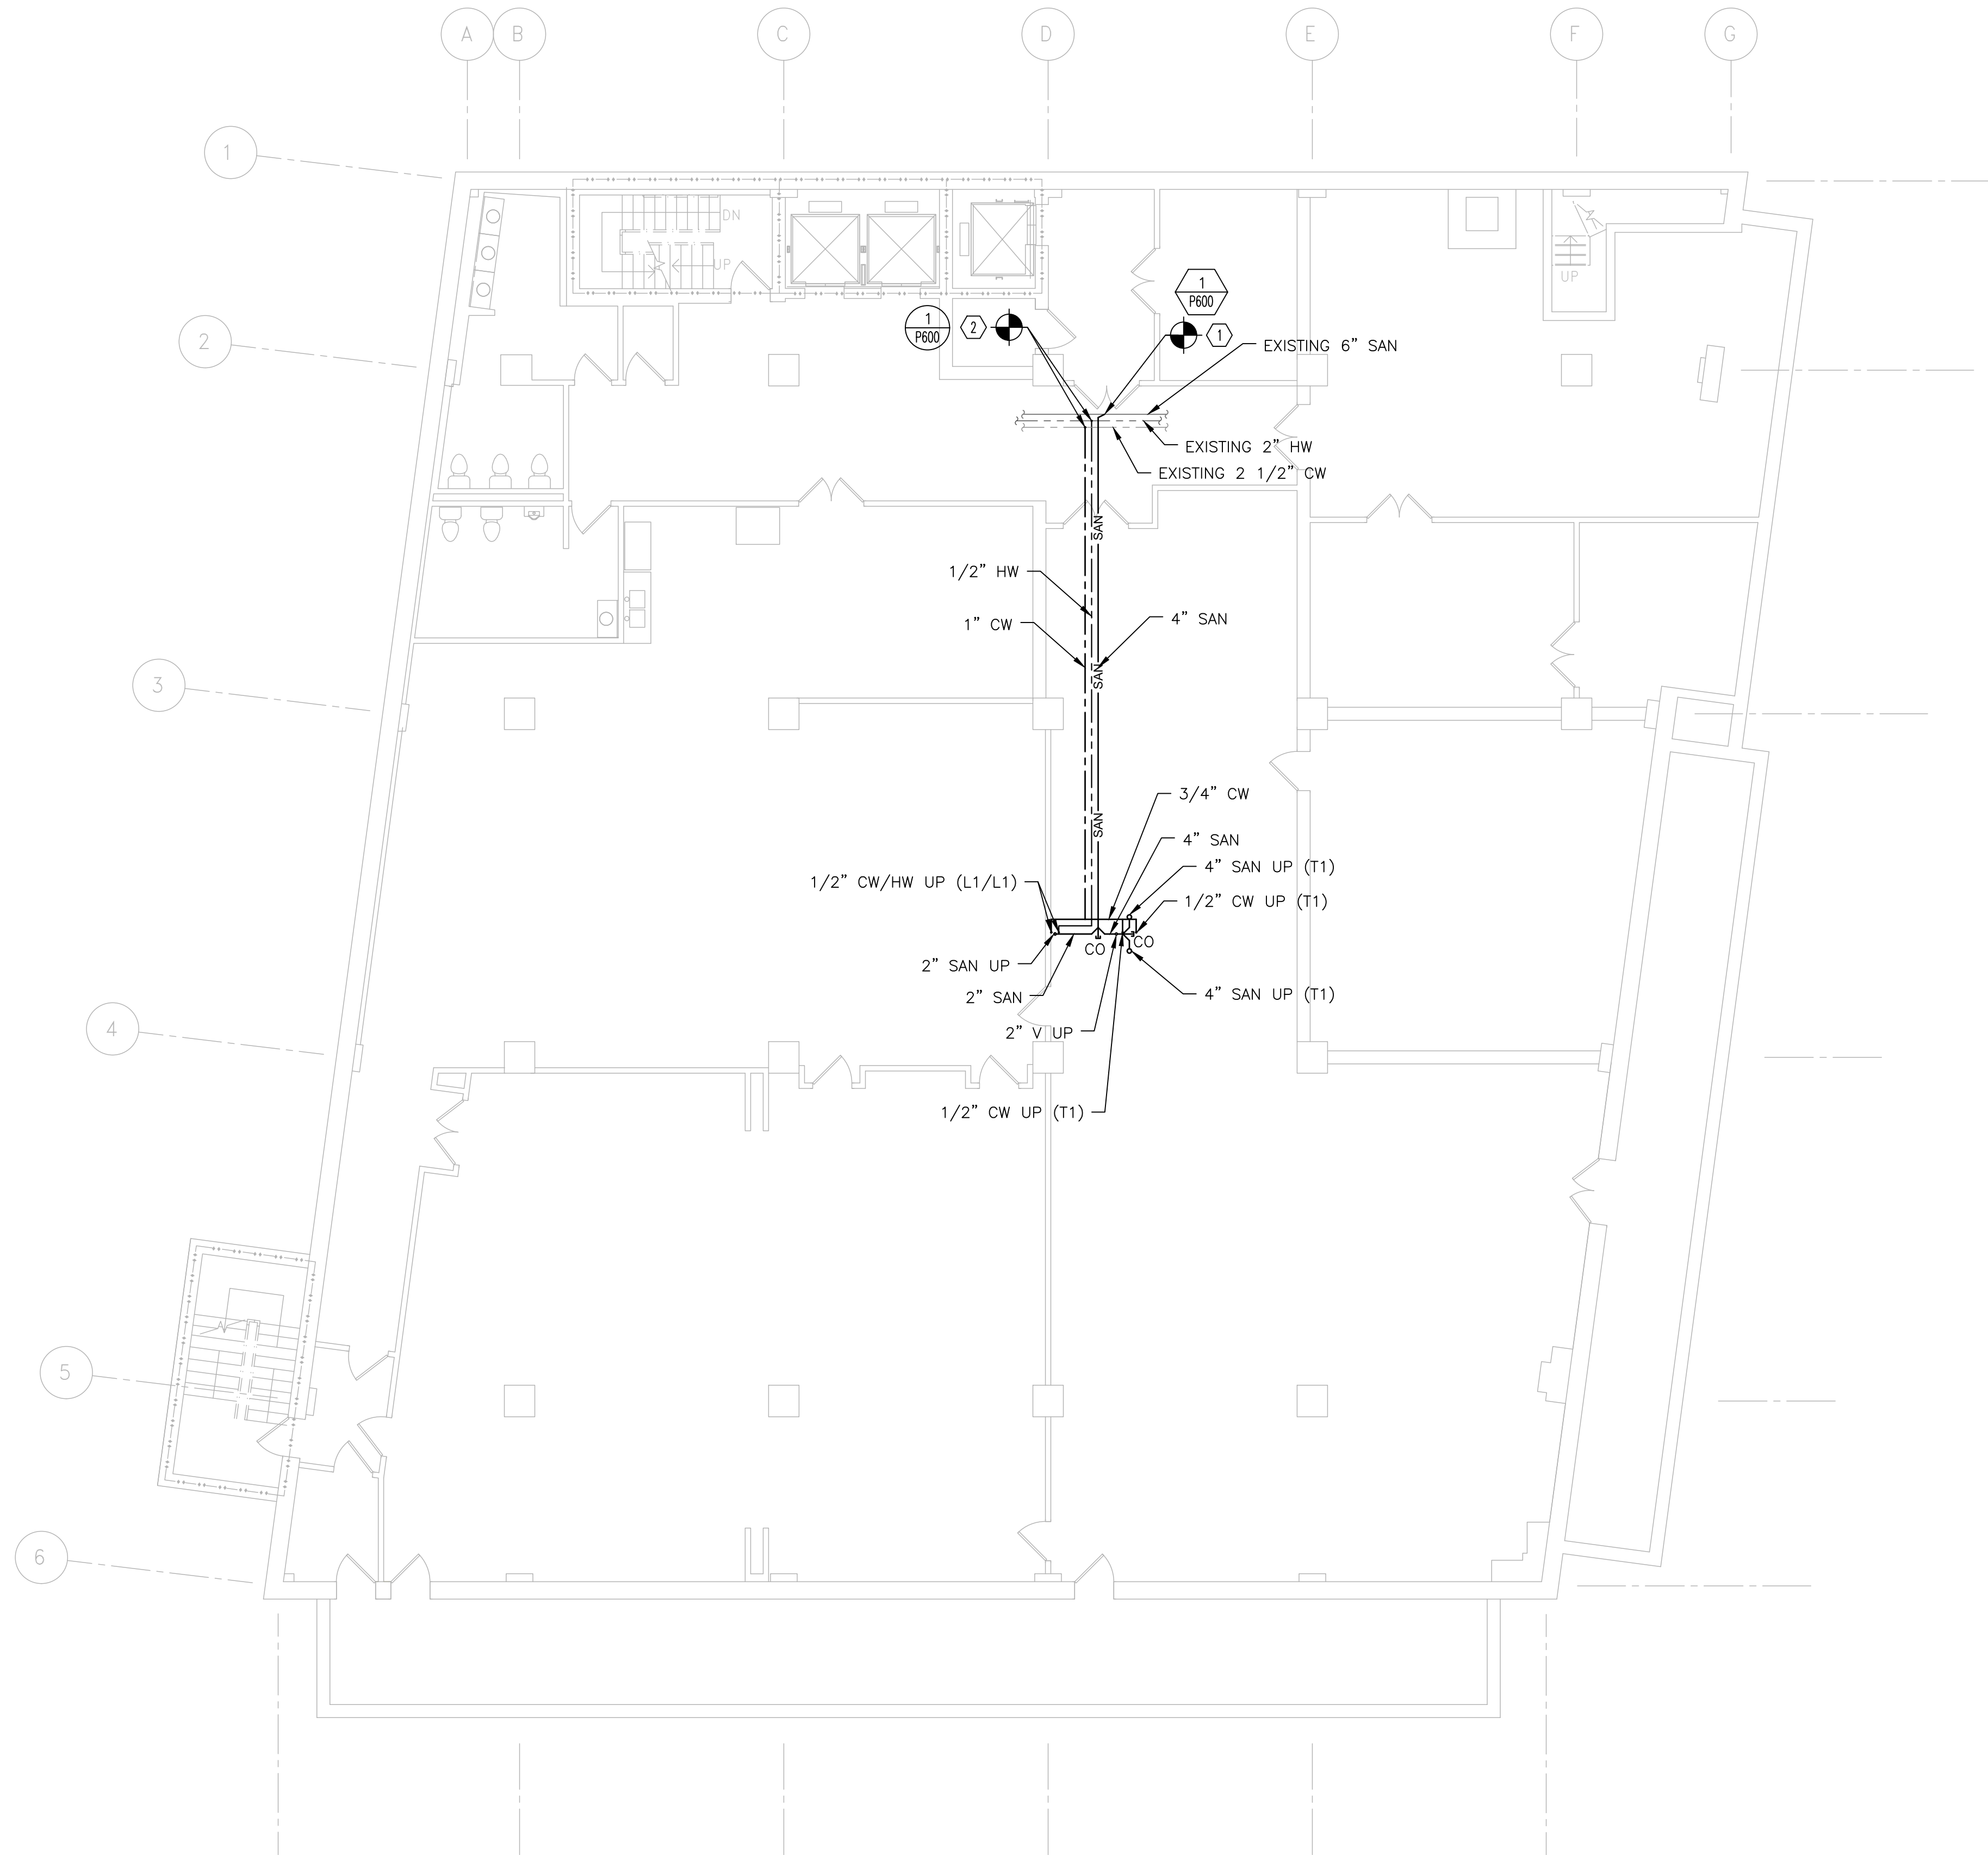 A B C D E F G
1
DN
UP
UP
2
1
P600
2
1
P600
1
EXISTING 6" SAN
EXISTING 2" HW
EXISTING 2 1/2" CW
SAN
1/2" HW
1" CW
4" SAN
SAN
3
3/4" CW
SAN
4" SAN
4" SAN UP (T1)
1/2" CW/HW UP (L1/L1)
1/2" CW UP (T1)
CO
CO
2" SAN UP
2" SAN
4" SAN UP (T1)
2" V UP
4
1/2" CW UP (T1)
5
6